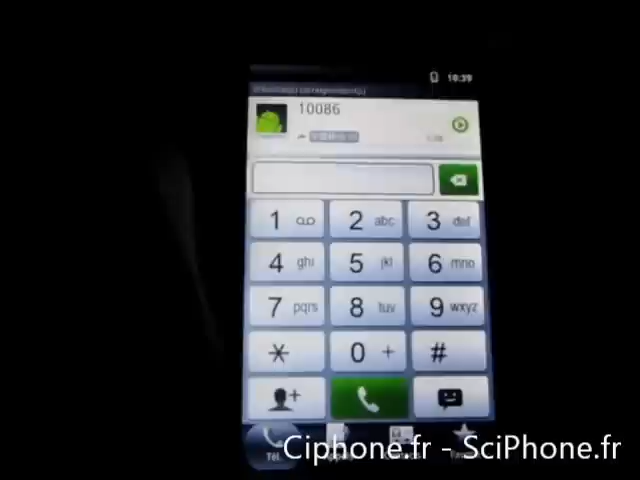 10:39
10086
1
2 abc
3 def
4 ghi
5 jkl
6 mno
7 pqrs
8 tuv
9 wxyz
*
0 +
#
Tél.
Ciphone.fr - SciPhone.fr